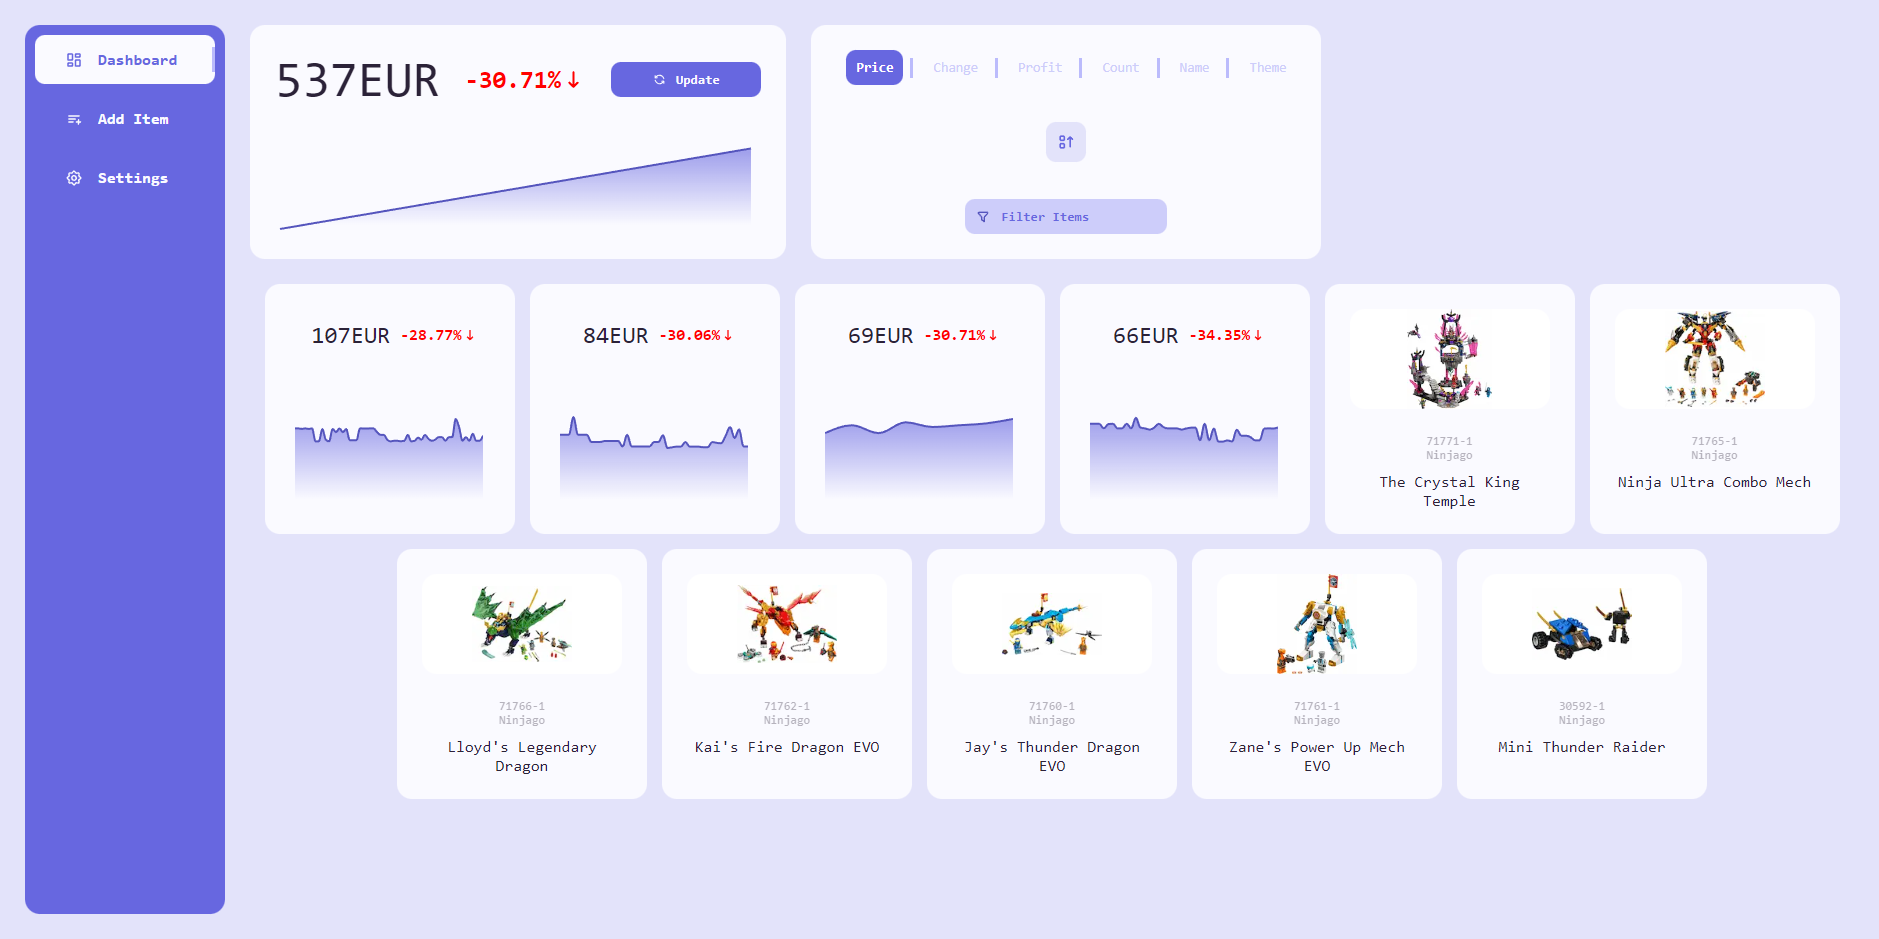 Dashboard
Add Item
Settings
537EUR -30.71%↓ Update
Price Change Profit Count Name Theme
Filter Items
107EUR -28.77%↓
84EUR -30.06%↓
69EUR -30.71%↓
66EUR -34.35%↓
71771-1
Ninjago
The Crystal King
Temple
71765-1
Ninjago
Ninja Ultra Combo Mech
71766-1
Ninjago
Lloyd's Legendary
Dragon
71762-1
Ninjago
Kai's Fire Dragon EVO
71760-1
Ninjago
Jay's Thunder Dragon
EVO
71761-1
Ninjago
Zane's Power Up Mech
EVO
30592-1
Ninjago
Mini Thunder Raider